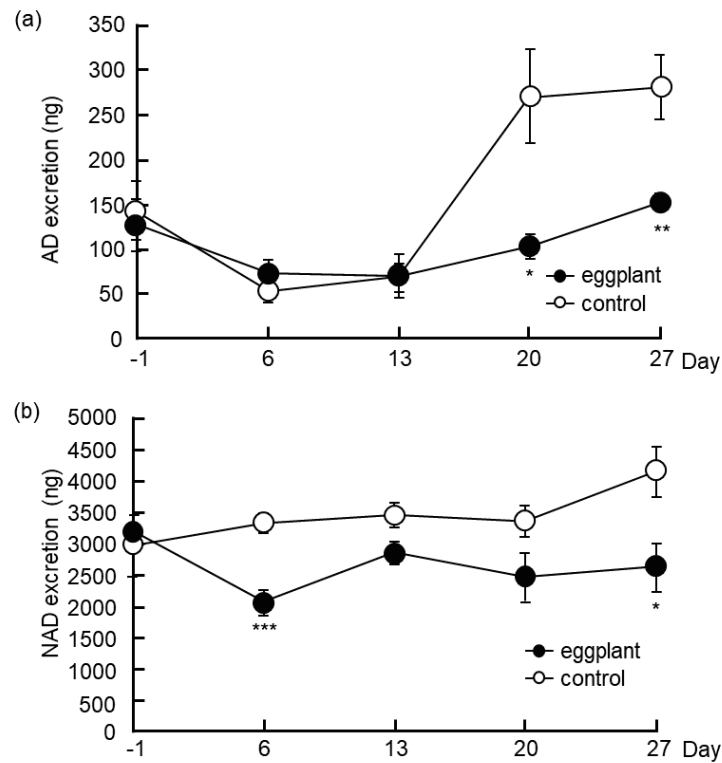 (a)
AD excretion (ng)
350
300
250
200
150
100
50
0
*
**
eggplant
control
-1 6 13 20 27 Day
(b)
NAD excretion (ng)
5000
4500
4000
3500
3000
2500
2000
1500
1000
500
0
***
*
eggplant
control
-1 6 13 20 27 Day